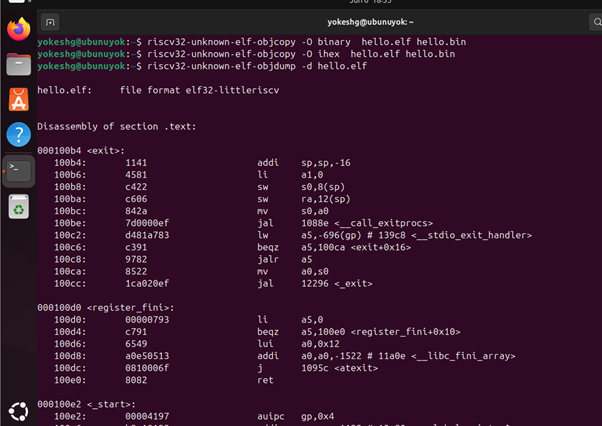 yokeshg@ubunuyok: ~
yokeshg@ubunuyok:~$ riscv32-unknown-elf-objcopy -O binary  hello.elf hello.bin
yokeshg@ubunuyok:~$ riscv32-unknown-elf-objcopy -O ihex  hello.elf hello.bin
yokeshg@ubunuyok:~$ riscv32-unknown-elf-objdump -d hello.elf
hello.elf:     file format elf32-littleriscv
Disassembly of section .text:
000100b4 <exit>:
100b4: 1141 addi sp,sp,-16
100b6: 4581 li a1,0
100b8: c422 sw s0,8(sp)
100ba: c606 sw ra,12(sp)
100bc: 842a mv s0,a0
100be: 7d0000ef jal 1088e <__call_exitprocs>
100c2: d481a783 lw a5,-696(gp) # 139c8 <__stdio_exit_handler>
100c6: c391 beqz a5,100ca <exit+0x16>
100c8: 9782 jalr a5
100ca: 8522 mv a0,s0
100cc: 1ca020ef jal 12296 <_exit>
000100d0 <register_fini>:
100d0: 00000793 li a5,0
100d4: c791 beqz a5,100e0 <register_fini+0x10>
100d6: 6549 lui a0,0x12
100d8: a0e50513 addi a0,a0,-1522 # 11a0e <__libc_fini_array>
100dc: 0810006f j 1095c <atexit>
100e0: 8082 ret
000100e2 <_start>:
100e2: 00004197 auipc gp,0x4